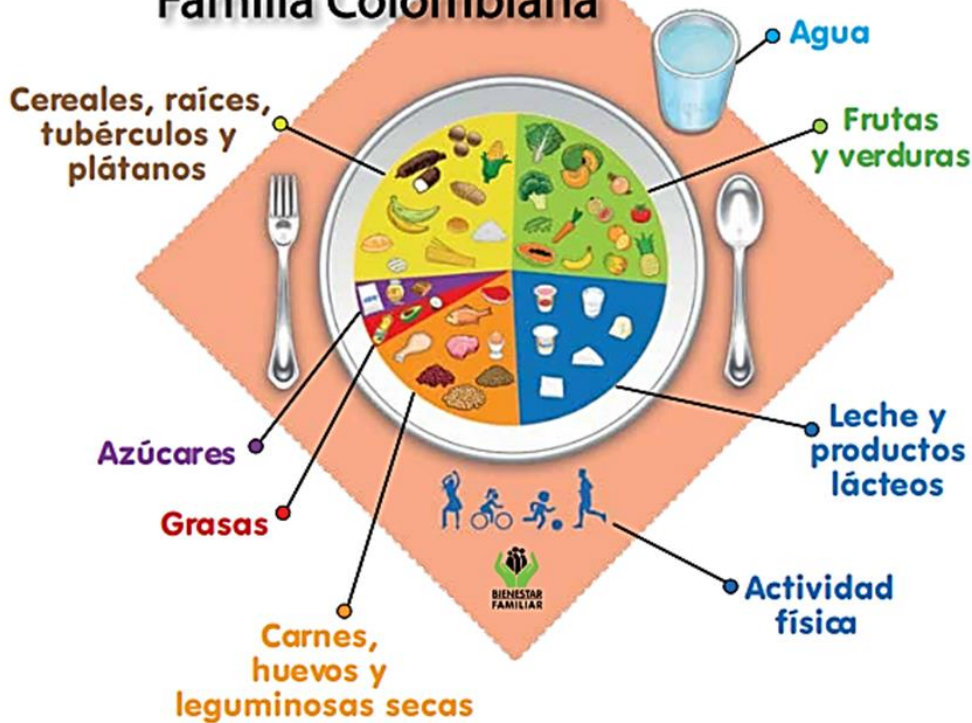 Familia Colombiana
Agua
Cereales, raíces,
tubérculos y
plátanos
Frutas
y verduras
Azúcares
Grasas
Leche y
productos
lácteos
BIENESTAR
FAMILIAR
Actividad
física
Carnes,
huevos y
leguminosas secas